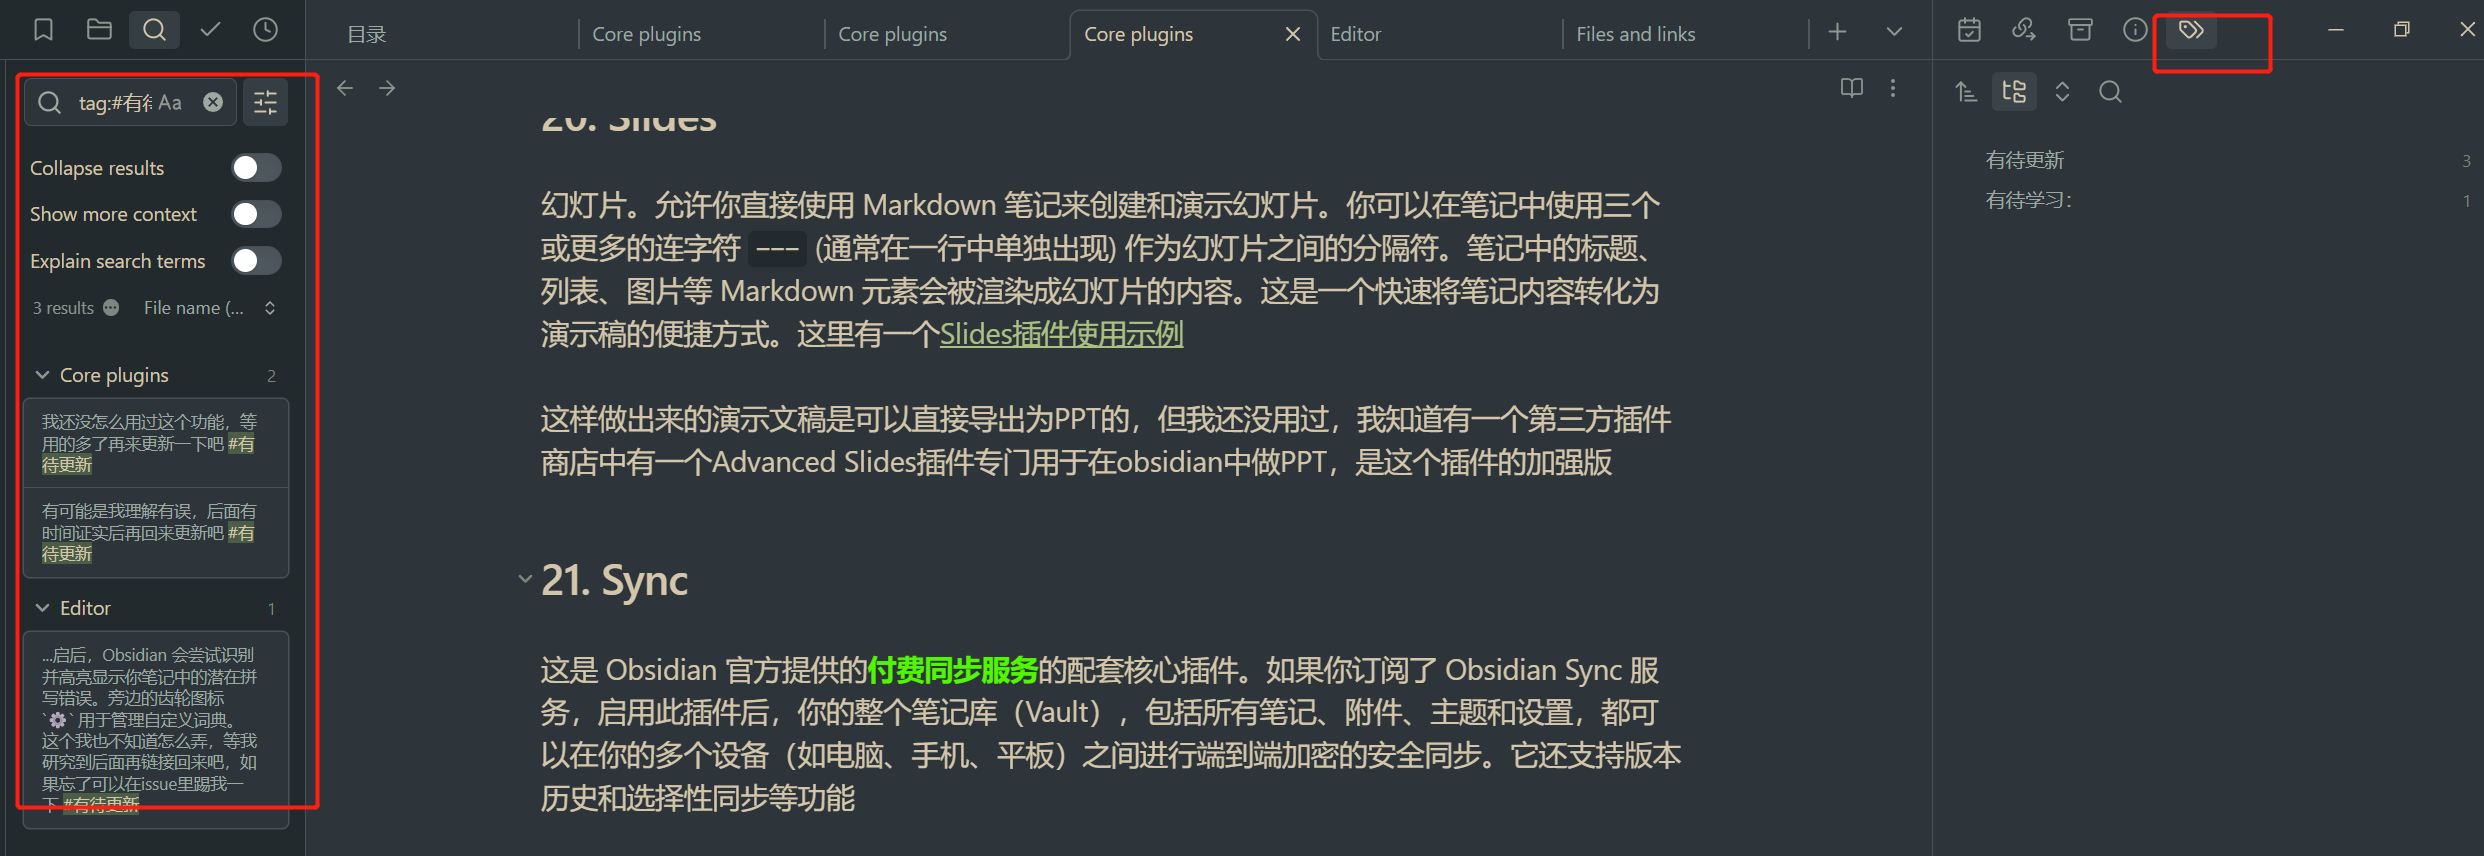 目录
Core plugins
Core plugins
Core plugins
Editor
Files and links
tag:#有待 Aa
Collapse results
Show more context
Explain search terms
3 results
File name (...
Core plugins 2
我还没怎么用过这个功能，等
用的多了再来更新一下吧 #有
待更新
有可能是我理解有误，后面有
时间证实后再回来更新吧 #有
待更新
Editor 1
...启后，Obsidian 会尝试识别
并高亮显示你笔记中的潜在拼
写错误。旁边的齿轮图标
`⚙` 用于管理自定义词典。
这个我也不知道怎么弄，等我
研究到后面再链接回来吧，如
果忘了可以在issue里踢我一
下 #有待更新
20. Slides
幻灯片。允许你直接使用 Markdown 笔记来创建和演示幻灯片。你可以在笔记中使用三个
或更多的连字符 --- (通常在一行中单独出现) 作为幻灯片之间的分隔符。笔记中的标题、
列表、图片等 Markdown 元素会被渲染成幻灯片的内容。这是一个快速将笔记内容转化为
演示稿的便捷方式。这里有一个Slides插件使用示例
这样做出来的演示文稿是可以直接导出为PPT的，但我还没用过，我知道有一个第三方插件
商店中有一个Advanced Slides插件专门用于在obsidian中做PPT，是这个插件的加强版
21. Sync
这是 Obsidian 官方提供的付费同步服务的配套核心插件。如果你订阅了 Obsidian Sync 服
务，启用此插件后，你的整个笔记库（Vault），包括所有笔记、附件、主题和设置，都可
以在你的多个设备（如电脑、手机、平板）之间进行端到端加密的安全同步。它还支持版本
历史和选择性同步等功能
有待更新 3
有待学习： 1